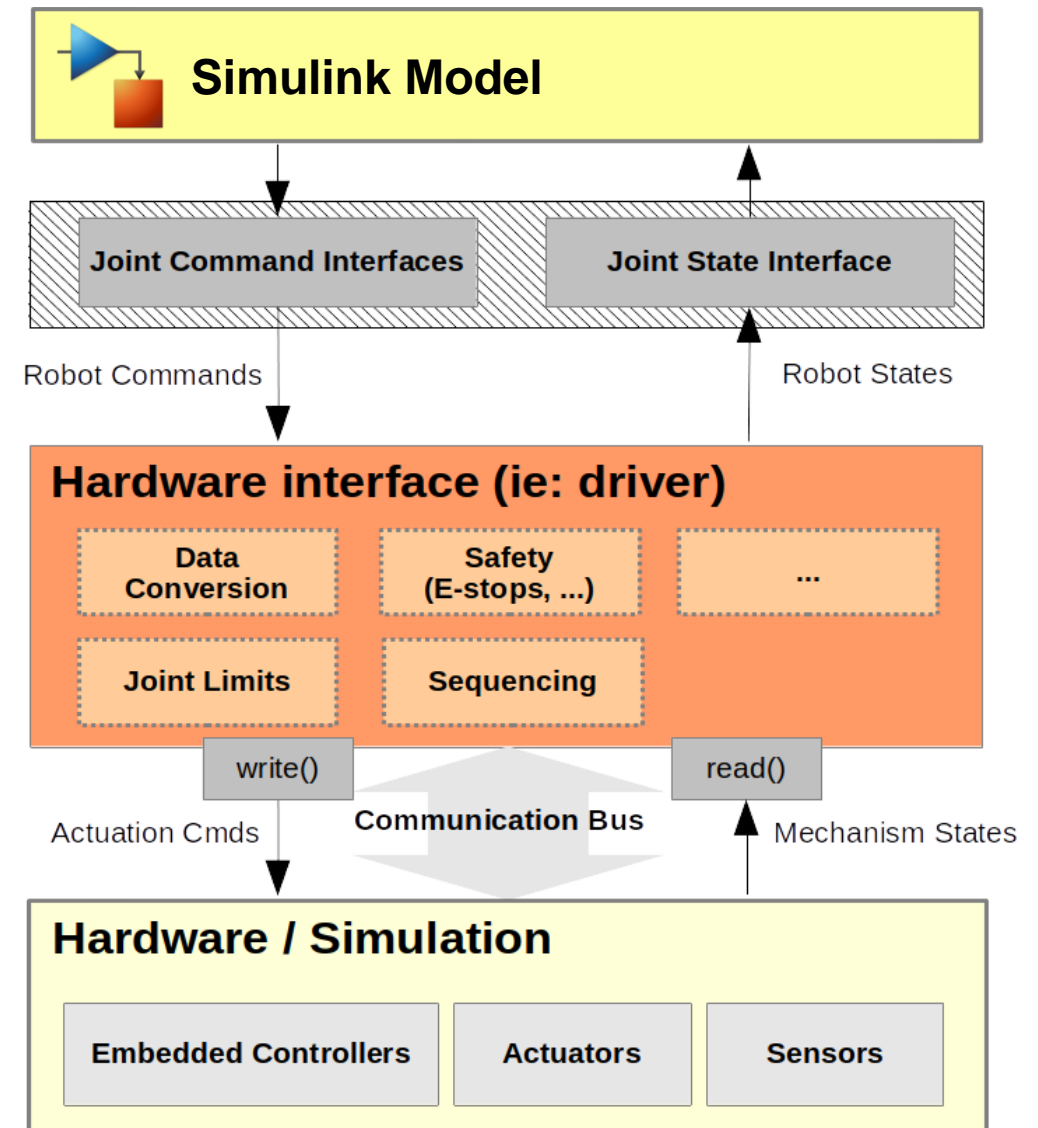 Simulink Model
Joint Command Interfaces
Joint State Interface
Robot Commands
Robot States
Hardware interface (ie: driver)
Data
Conversion
Safety
(E-stops, ...)
...
Joint Limits
Sequencing
write()
read()
Actuation Cmds
Communication Bus
Mechanism States
Hardware / Simulation
Embedded Controllers
Actuators
Sensors